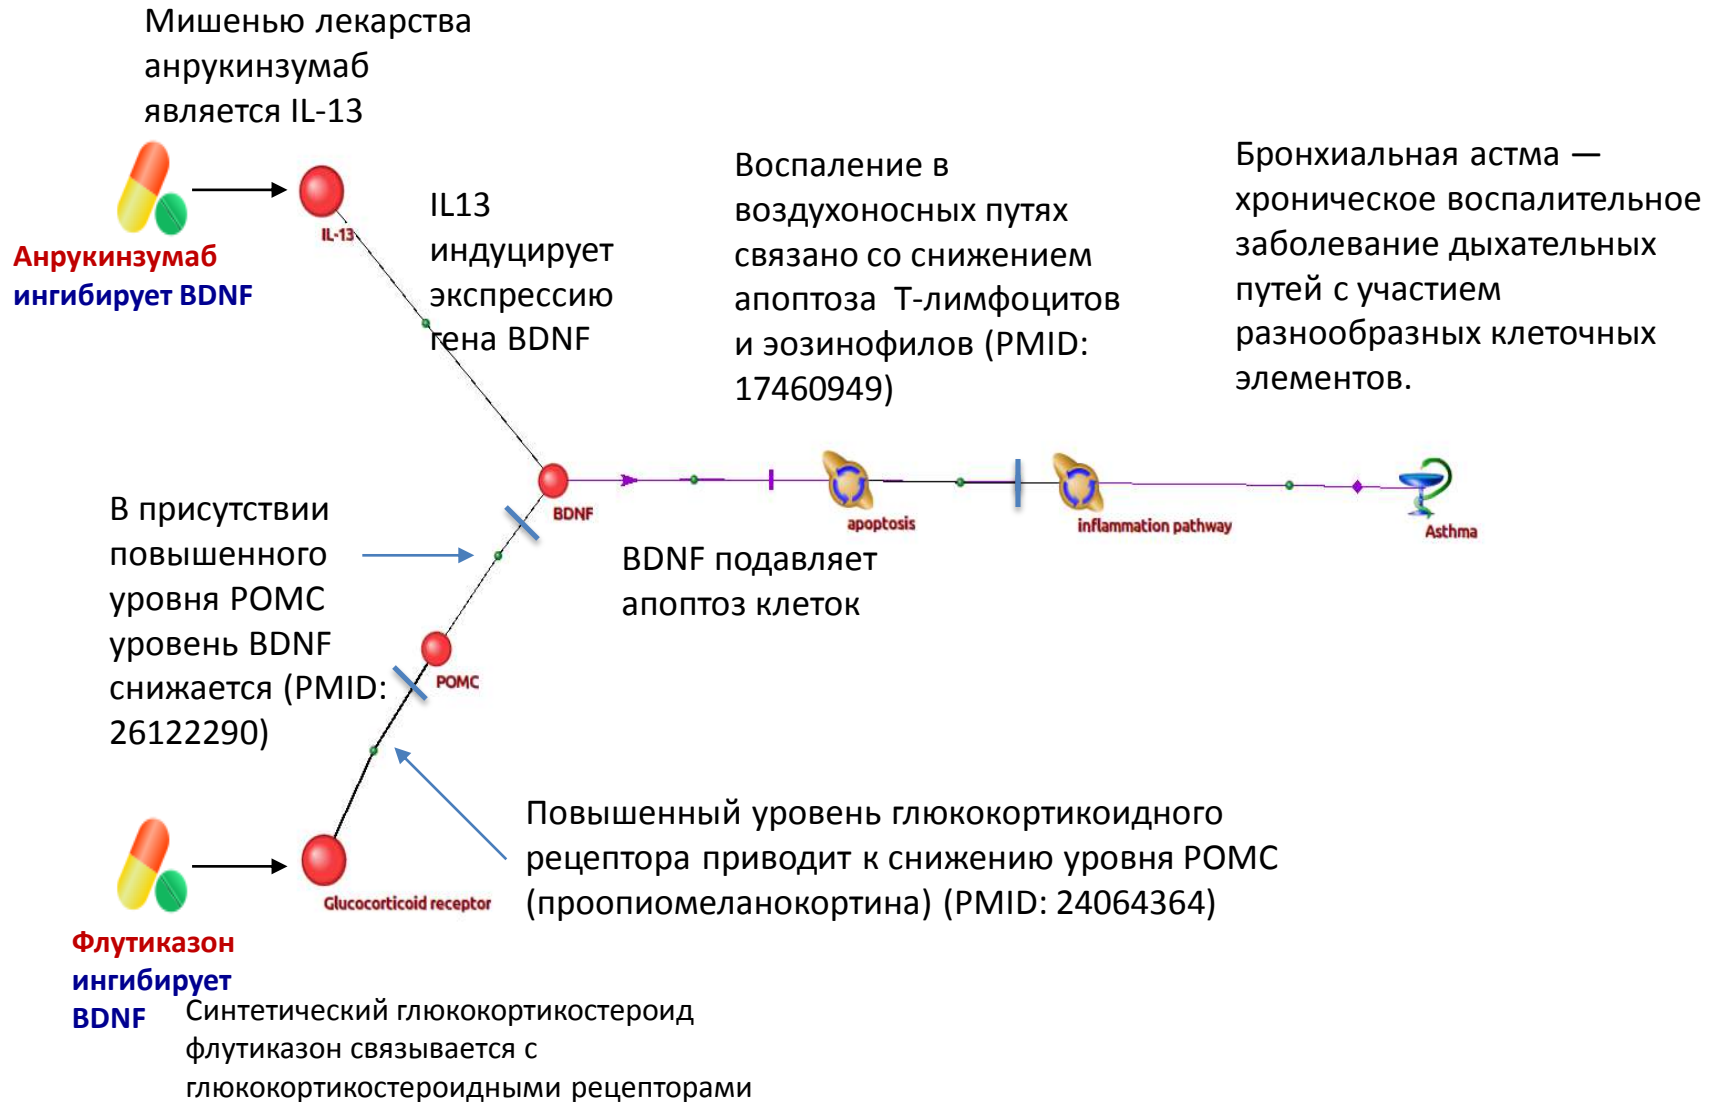 Мишенью лекарства
анрукинзумаб
является IL-13
IL-13
Анрукинзумаб
ингибирует BDNF
IL13
индуцирует
экспрессию
гена BDNF
Воспаление в
воздухоносных путях
связано со снижением
апоптоза Т-лимфоцитов
и эозинофилов (PMID:
17460949)
Бронхиальная астма —
хроническое воспалительное
заболевание дыхательных
путей с участием
разнообразных клеточных
элементов.
BDNF
apoptosis
inflammation pathway
Asthma
В присутствии
повышенного
уровня POMC
уровень BDNF
снижается (PMID:
26122290)
BDNF подавляет
апоптоз клеток
POMC
Повышенный уровень глюкокортикоидного
рецептора приводит к снижению уровня POMC
(проопиомеланокортина) (PMID: 24064364)
Glucocorticoid receptor
Флутиказон
ингибирует
BDNF
Синтетический глюкокортикостероид
флутиказон связывается с
глюкокортикостероидными рецепторами